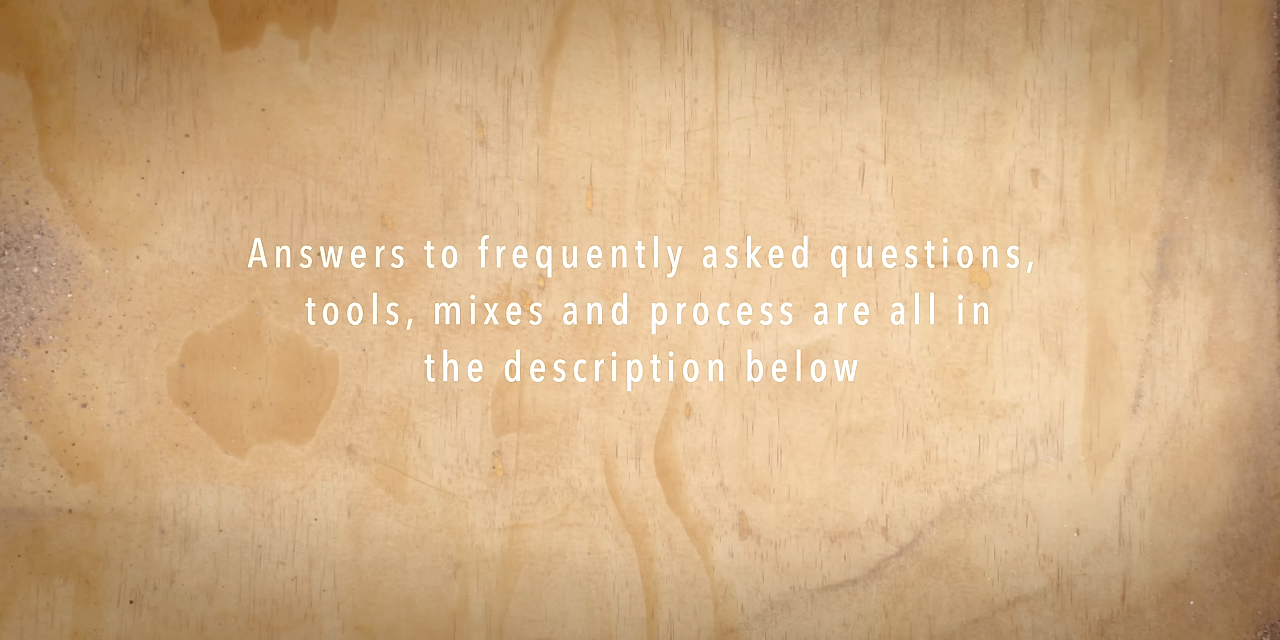 Answers to frequently asked questions,
tools, mixes and process are all in
the description below